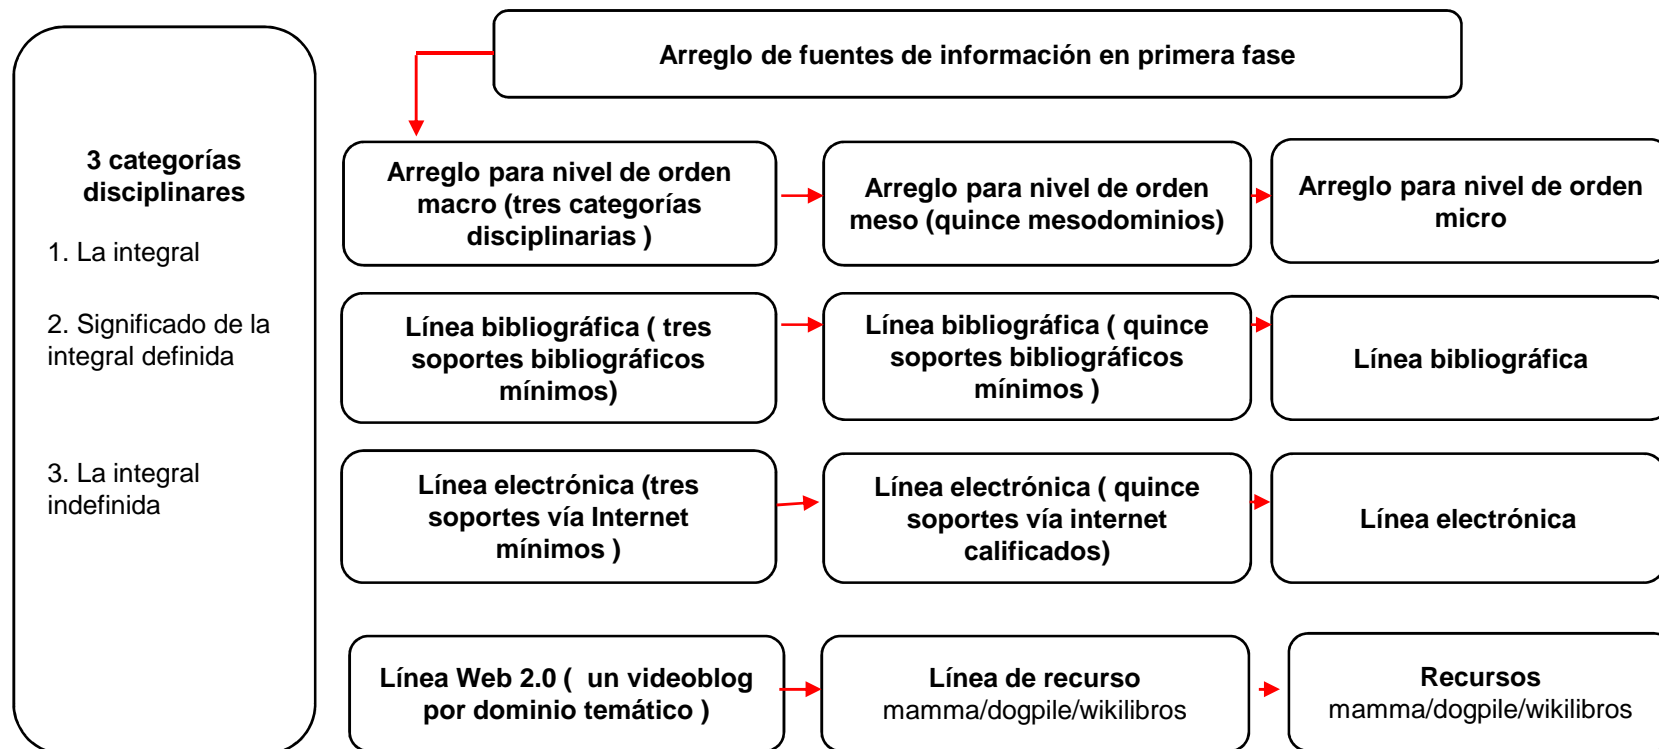 Arreglo de fuentes de información en primera fase
3 categorías
disciplinares
1. La integral
2. Significado de la
integral definida
3. La integral
indefinida
Arreglo para nivel de orden
macro (tres categorías
disciplinarias )
Arreglo para nivel de orden
meso (quince mesodominios)
Arreglo para nivel de orden
micro
Línea bibliográfica ( tres
soportes bibliográficos
mínimos)
Línea bibliográfica ( quince
soportes bibliográficos
mínimos )
Línea bibliográfica
Línea electrónica (tres
soportes vía Internet
mínimos )
Línea electrónica ( quince
soportes vía internet
calificados)
Línea electrónica
Línea Web 2.0 (  un videoblog
por dominio temático )
Línea de recurso
mamma/dogpile/wikilibros
Recursos
mamma/dogpile/wikilibros